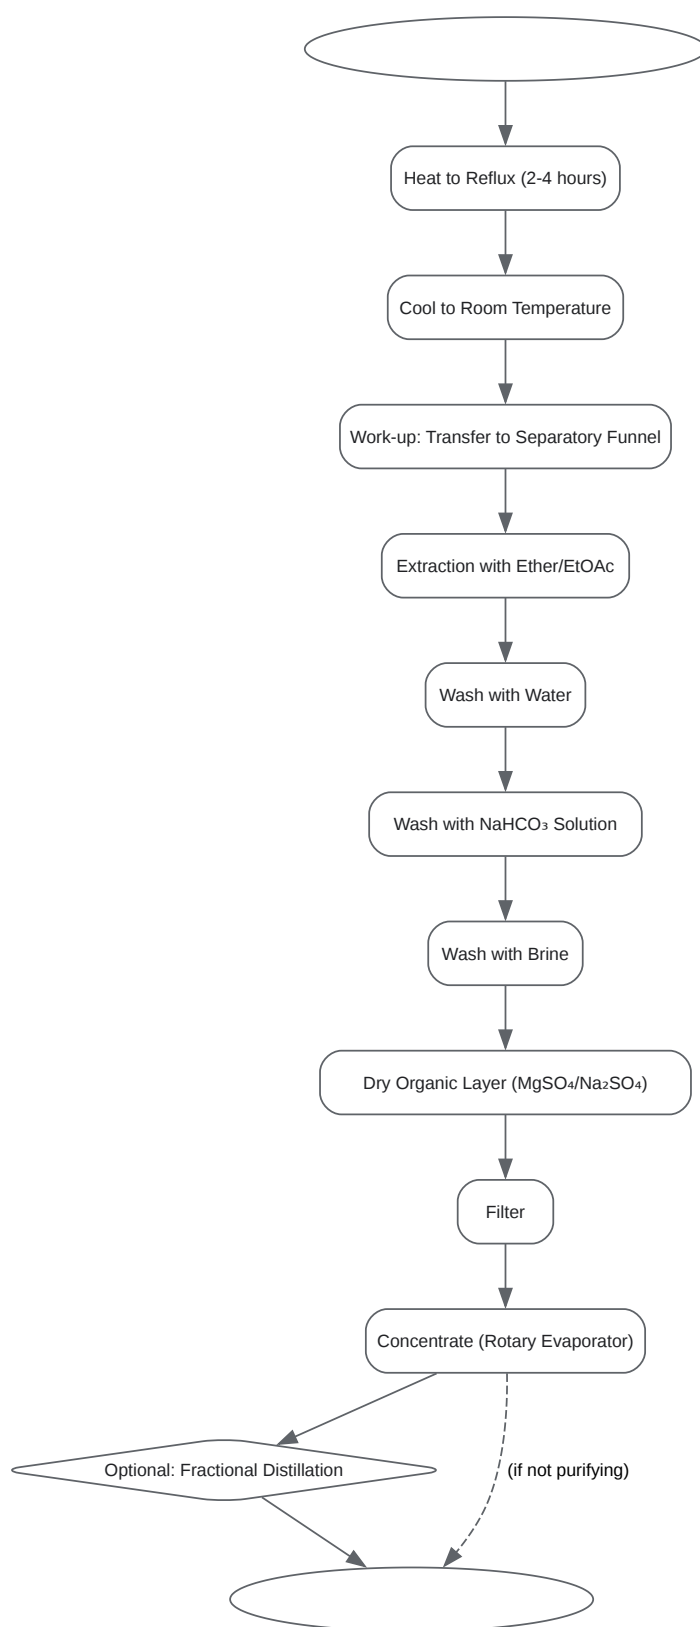 Heat to Reflux (2-4 hours)
Cool to Room Temperature
Work-up: Transfer to Separatory Funnel
Extraction with Ether/EtOAc
Wash with Water
Wash with NaHCO₃ Solution
Wash with Brine
Dry Organic Layer (MgSO₄/Na₂SO₄)
Filter
Concentrate (Rotary Evaporator)
Optional: Fractional Distillation
(if not purifying)